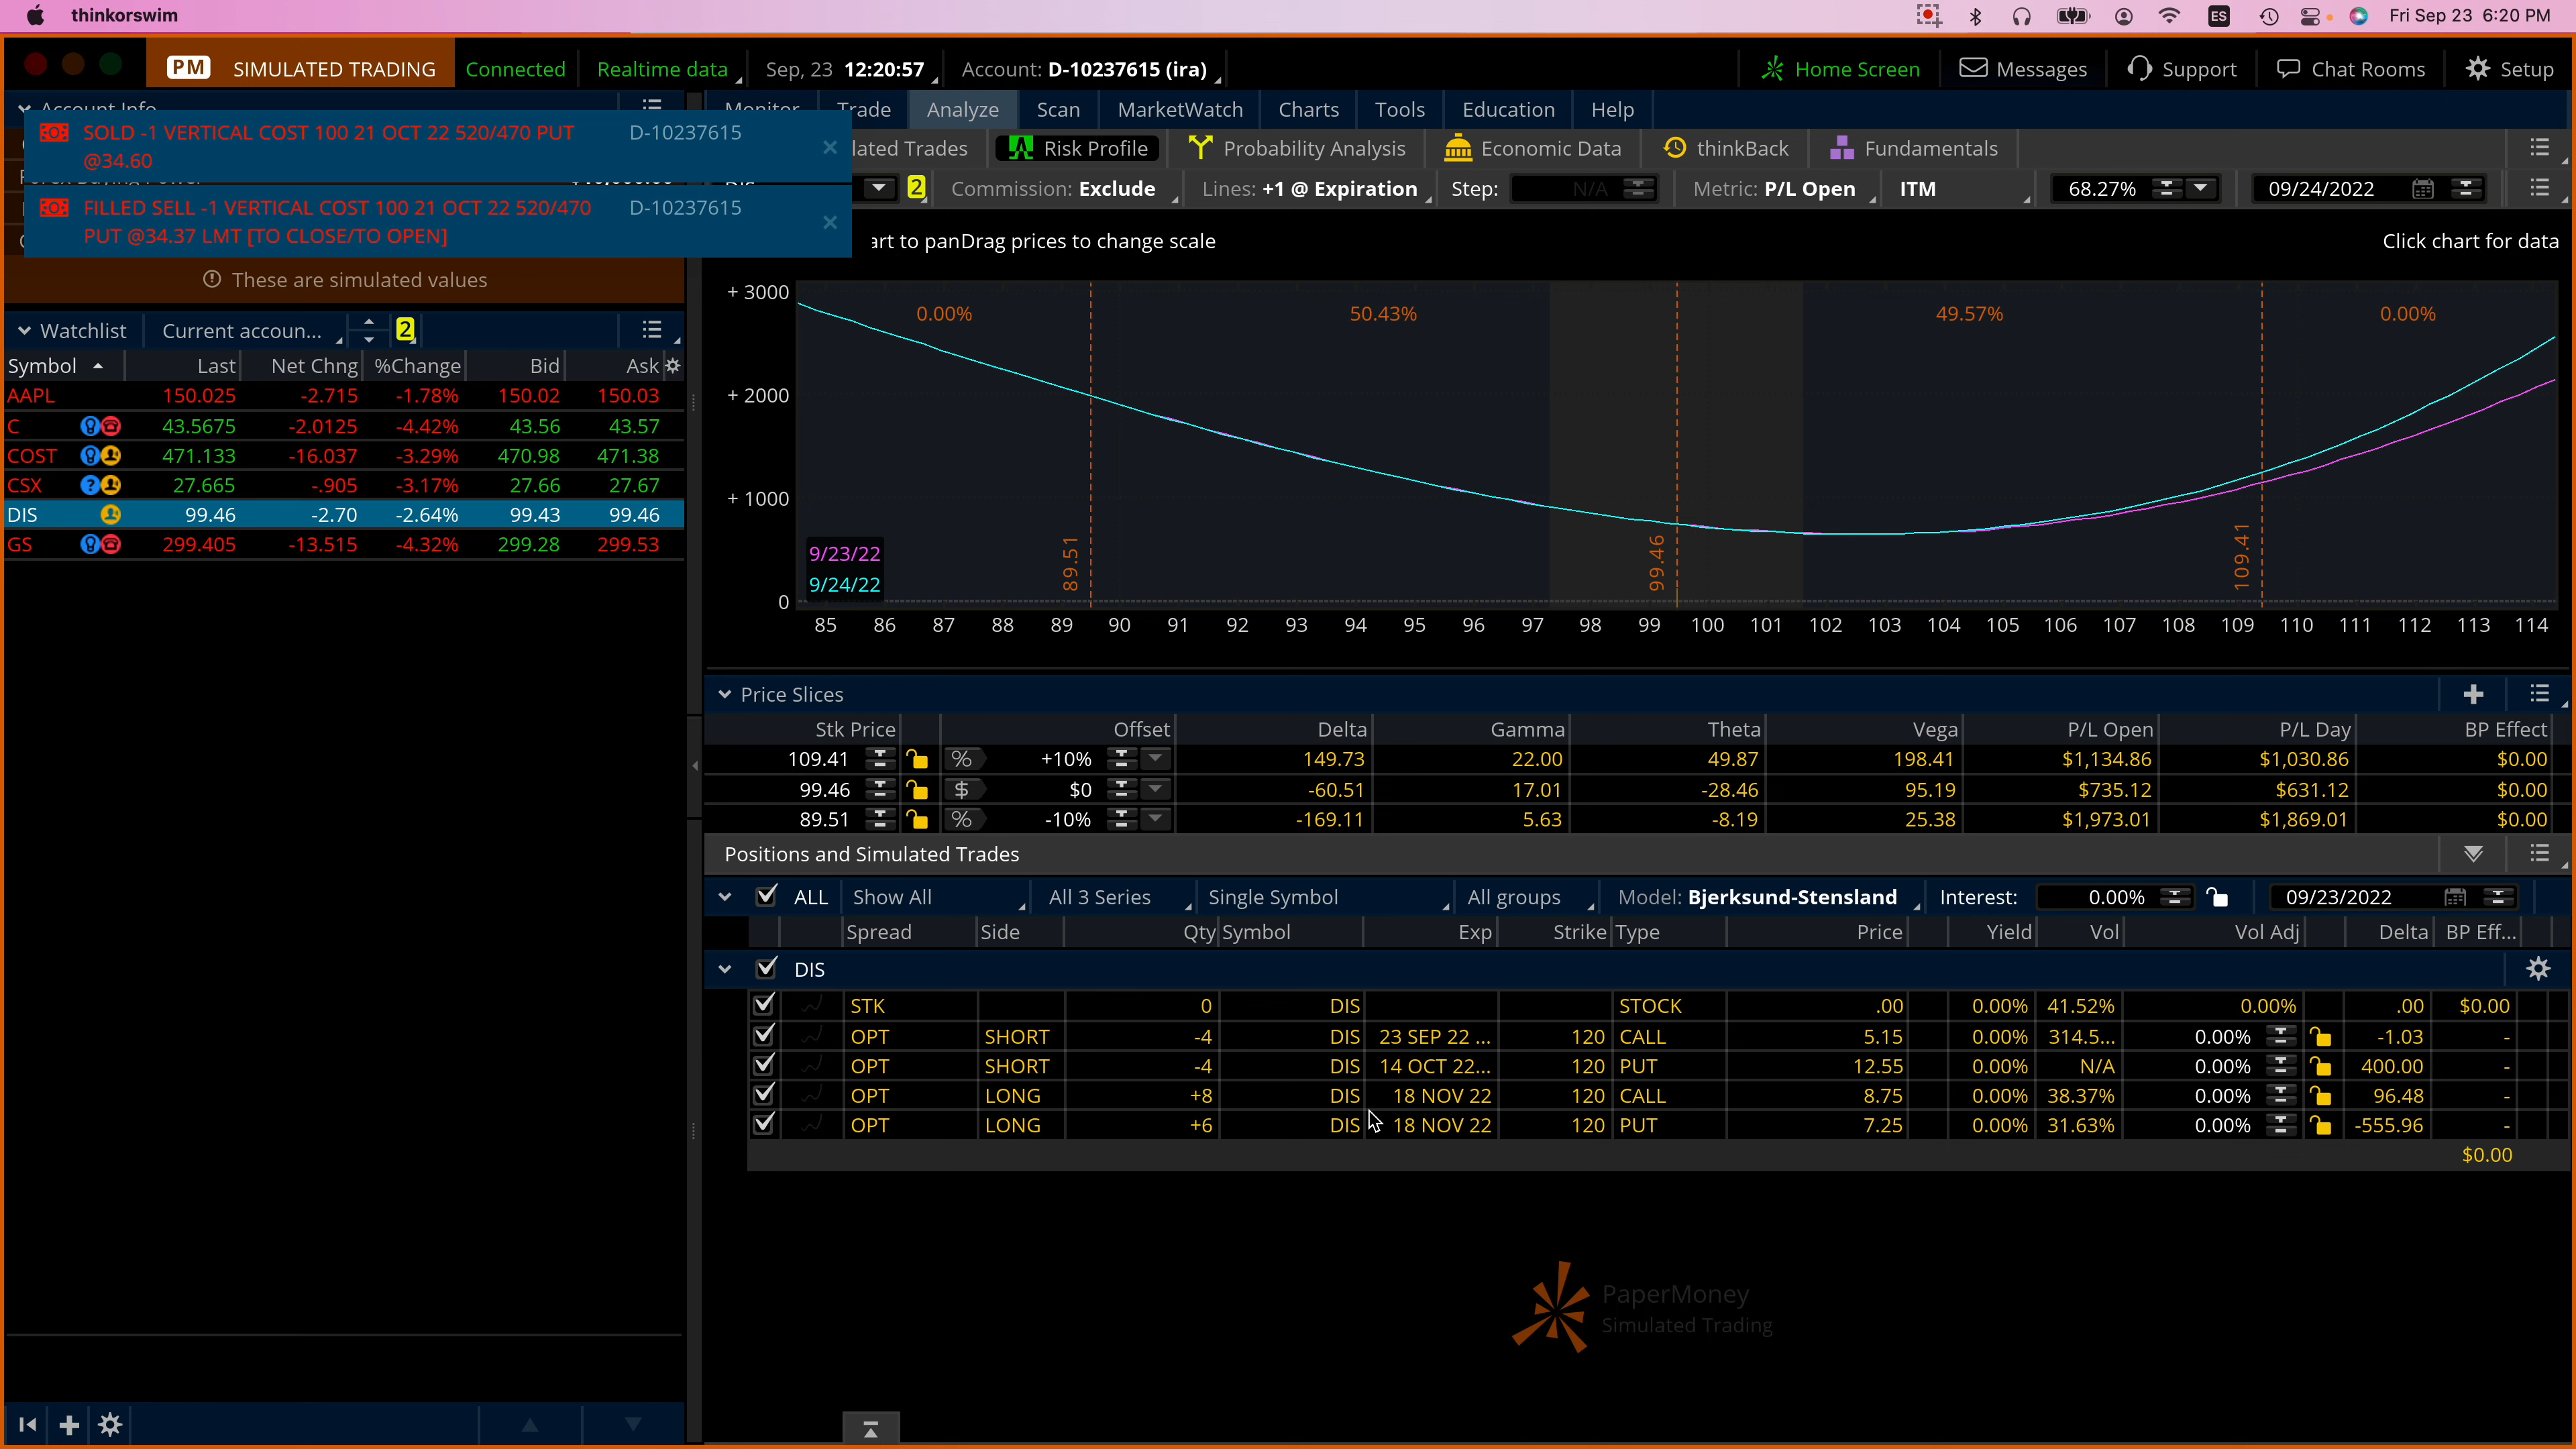 thinkorswim
ES
Fri Sep 23 6:20 PM
PM SIMULATED TRADING
Connected
Realtime data
Sep, 23 12:20:57
Account: D-10237615 (ira)
Home Screen
Messages
Support
Chat Rooms
Setup
Account Info
Monitor
Trade
Analyze
Scan
MarketWatch
Charts
Tools
Education
Help
SOLD -1 VERTICAL COST 100 21 OCT 22 520/470 PUT
@34.60
D-10237615
FILLED SELL -1 VERTICAL COST 100 21 OCT 22 520/470
PUT @34.37 LMT [TO CLOSE/TO OPEN]
D-10237615
lated Trades
Risk Profile
Probability Analysis
Economic Data
thinkBack
Fundamentals
2
Commission: Exclude
Lines: +1 @ Expiration
Step: N/A
Metric: P/L Open
ITM
68.27%
09/24/2022
art to panDrag prices to change scale
Click chart for data
These are simulated values
Watchlist
Current accoun...
2
Symbol Last Net Chng %Change Bid Ask
AAPL 150.025 -2.715 -1.78% 150.02 150.03
C 43.5675 -2.0125 -4.42% 43.56 43.57
COST 471.133 -16.037 -3.29% 470.98 471.38
CSX 27.665 -.905 -3.17% 27.66 27.67
DIS 99.46 -2.70 -2.64% 99.43 99.46
GS 299.405 -13.515 -4.32% 299.28 299.53
+ 3000
+ 2000
+ 1000
0
0.00%
50.43%
49.57%
0.00%
89.51
99.46
109.41
9/23/22
9/24/22
85 86 87 88 89 90 91 92 93 94 95 96 97 98 99 100 101 102 103 104 105 106 107 108 109 110 111 112 113 114
Price Slices
Stk Price Offset Delta Gamma Theta Vega P/L Open P/L Day BP Effect
109.41 % +10% 149.73 22.00 49.87 198.41 $1,134.86 $1,030.86 $0.00
99.46 $ $0 -60.51 17.01 -28.46 95.19 $735.12 $631.12 $0.00
89.51 % -10% -169.11 5.63 -8.19 25.38 $1,973.01 $1,869.01 $0.00
Positions and Simulated Trades
ALL
Show All
All 3 Series
Single Symbol
All groups
Model: Bjerksund-Stensland
Interest: 0.00%
09/23/2022
Spread Side Qty Symbol Exp Strike Type Price Yield Vol Vol Adj Delta BP Eff...
DIS
STK 0 DIS STOCK .00 0.00% 41.52% 0.00% .00 $0.00
OPT SHORT -4 DIS 23 SEP 22 ... 120 CALL 5.15 0.00% 314.5... 0.00% -1.03 -
OPT SHORT -4 DIS 14 OCT 22... 120 PUT 12.55 0.00% N/A 0.00% 400.00 -
OPT LONG +8 DIS 18 NOV 22 120 CALL 8.75 0.00% 38.37% 0.00% 96.48 -
OPT LONG +6 DIS 18 NOV 22 120 PUT 7.25 0.00% 31.63% 0.00% -555.96 -
$0.00
PaperMoney
Simulated Trading